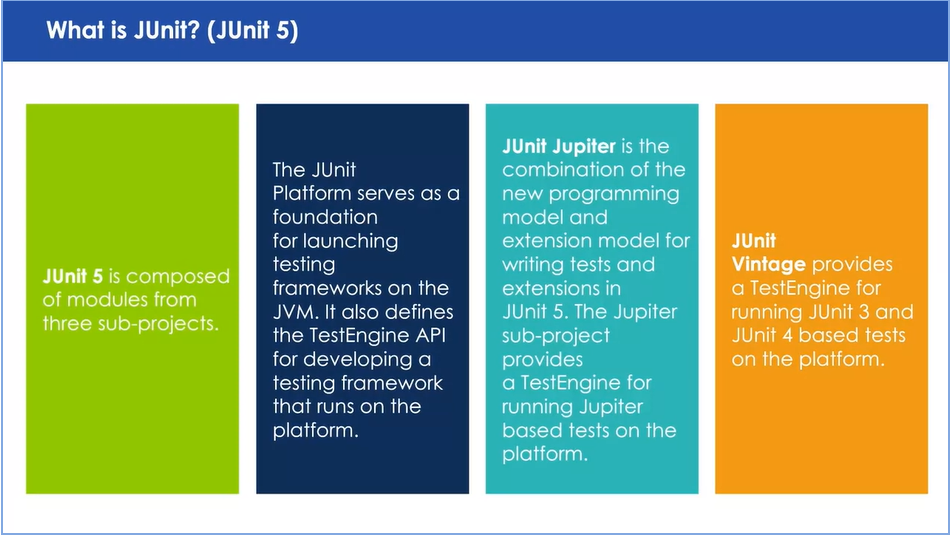 What is JUnit? (JUnit 5)
JUnit 5 is composed
of modules from
three sub-projects.
The JUnit
Platform serves as a
foundation
for launching
testing
frameworks on the
JVM. It also defines
the TestEngine API
for developing a
testing framework
that runs on the
platform.
JUnit Jupiter is the
combination of the
new programming
model and
extension model for
writing tests and
extensions in
JUnit 5. The Jupiter
sub-project
provides
a TestEngine for
running Jupiter
based tests on the
platform.
JUnit
Vintage provides
a TestEngine for
running JUnit 3 and
JUnit 4 based tests
on the platform.